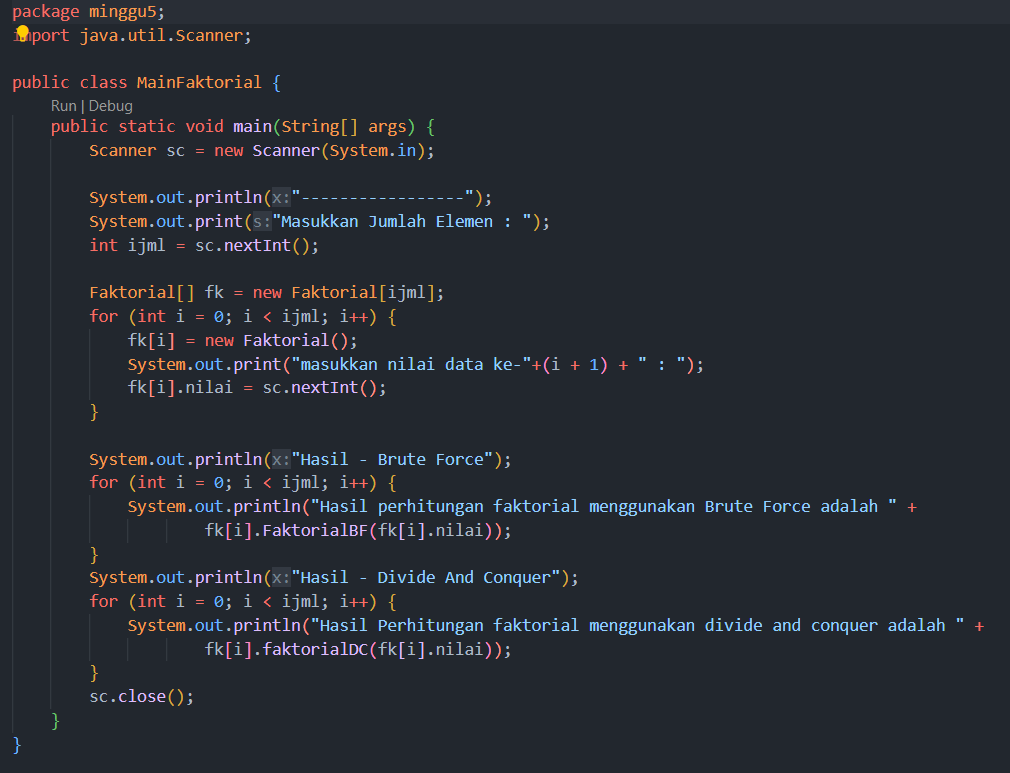 package minggu5;
import java.util.Scanner;
public class MainFaktorial {
Run | Debug
public static void main(String[] args) {
Scanner sc = new Scanner(System.in);
System.out.println(x:"-----------------");
System.out.print(s:"Masukkan Jumlah Elemen : ");
int ijml = sc.nextInt();
Faktorial[] fk = new Faktorial[ijml];
for (int i = 0; i < ijml; i++) {
fk[i] = new Faktorial();
System.out.print("masukkan nilai data ke-"+(i + 1) + " : ");
fk[i].nilai = sc.nextInt();
}
System.out.println(x:"Hasil - Brute Force");
for (int i = 0; i < ijml; i++) {
System.out.println("Hasil perhitungan faktorial menggunakan Brute Force adalah " +
fk[i].FaktorialBF(fk[i].nilai));
}
System.out.println(x:"Hasil - Divide And Conquer");
for (int i = 0; i < ijml; i++) {
System.out.println("Hasil Perhitungan faktorial menggunakan divide and conquer adalah " +
fk[i].faktorialDC(fk[i].nilai));
}
sc.close();
}
}